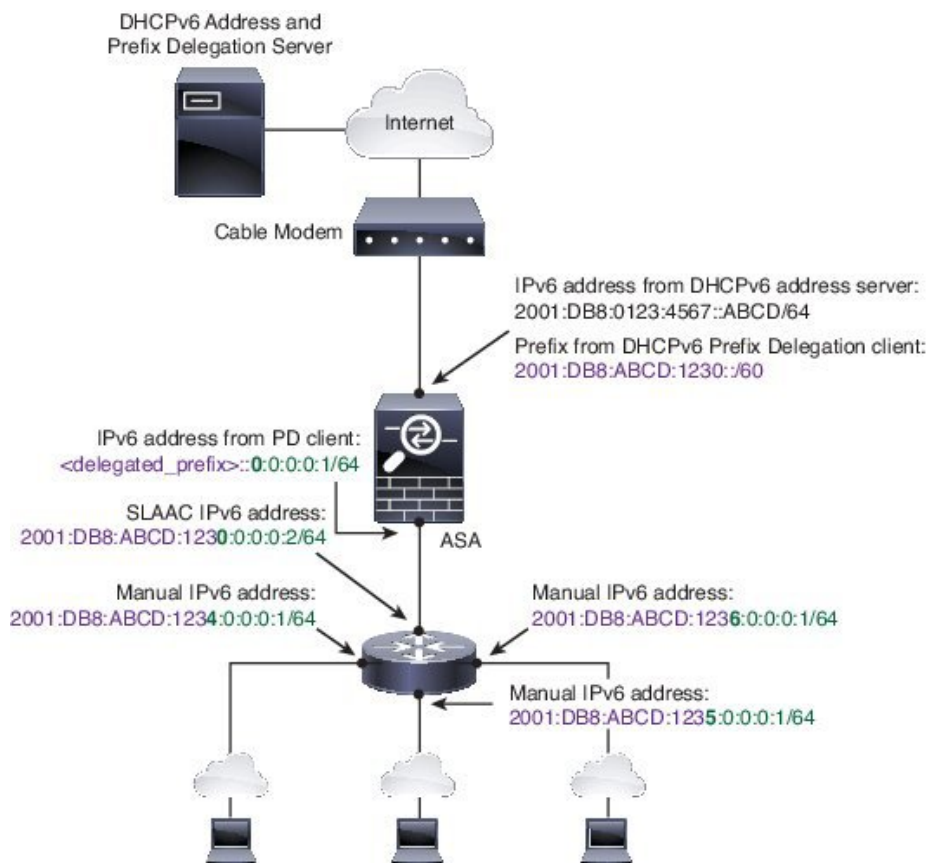 DHCPv6 Address and
Prefix Delegation Server
Internet
Cable Modem
IPv6 address from DHCPv6 address server:
2001:DB8:0123:4567::ABCD/64
Prefix from DHCPv6 Prefix Delegation client:
2001:DB8:ABCD:1230::/60
IPv6 address from PD client:
<delegated_prefix>::0:0:0:0:1/64
SLAAC IPv6 address:
2001:DB8:ABCD:1230:0:0:0:2/64
ASA
Manual IPv6 address:
2001:DB8:ABCD:1234:0:0:0:1/64
Manual IPv6 address:
2001:DB8:ABCD:1236:0:0:0:1/64
Manual IPv6 address:
2001:DB8:ABCD:1235:0:0:0:1/64